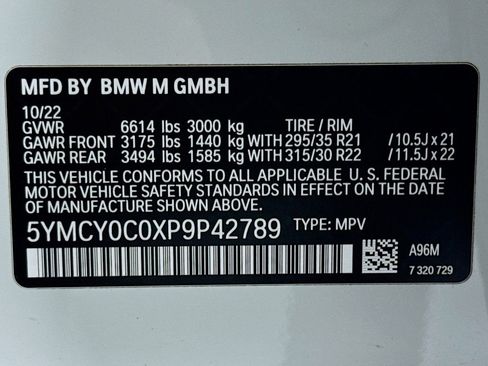 MFD BY BMW M GMBH
10/22
GVWR 6614 lbs 3000 kg TIRE / RIM
GAWR FRONT 3175 lbs 1440 kg WITH 295/35 R21 / 10.5J x 21
GAWR REAR 3494 lbs 1585 kg WITH 315/30 R22 / 11.5J x 22
THIS VEHICLE CONFORMS TO ALL APPLICABLE U. S. FEDERAL
MOTOR VEHICLE SAFETY STANDARDS IN EFFECT ON THE DATE
OF MANUFACTURE SHOWN ABOVE.
5YMCY0C0XP9P42789 TYPE: MPV
A96M
7 320 729